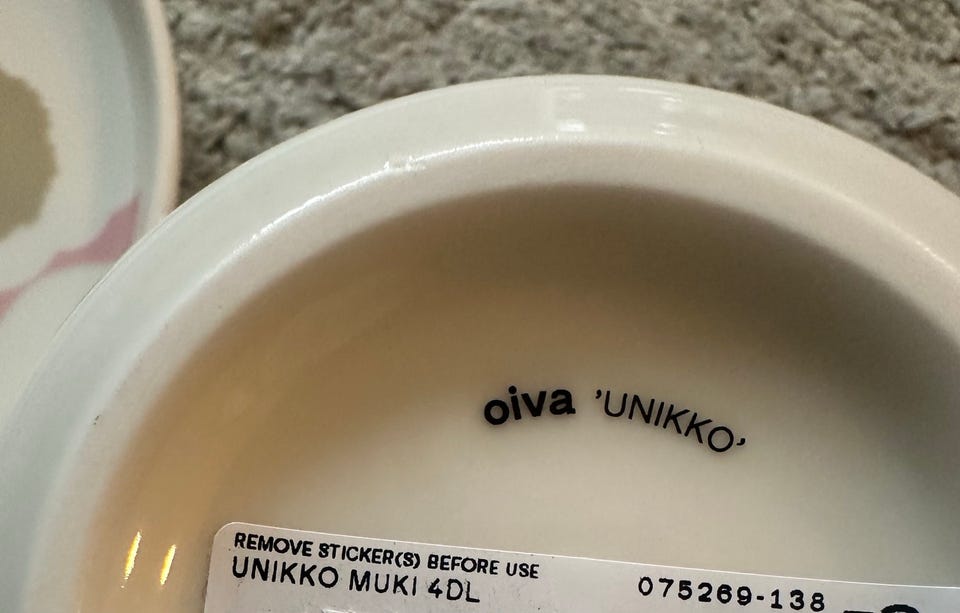 oiva ’UNIKKO’
REMOVE STICKER(S) BEFORE USE
UNIKKO MUKI 4DL
075269-138